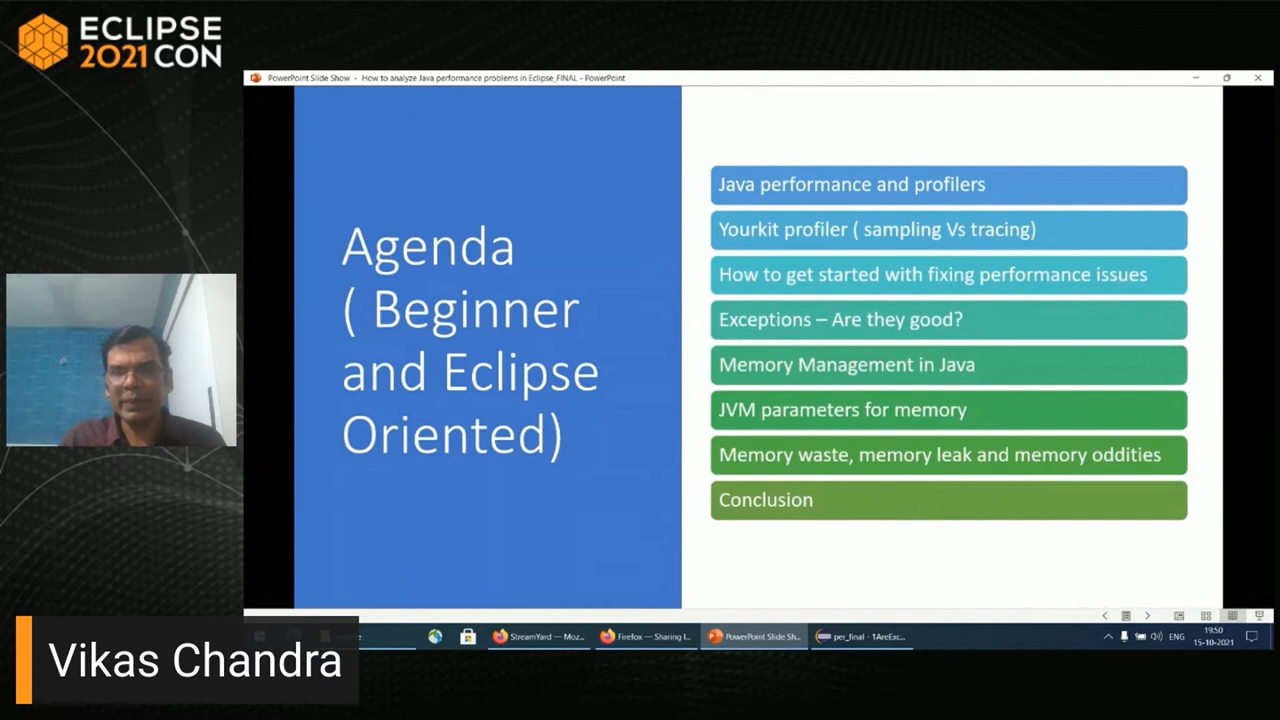 ECLIPSE
2021 CON
PowerPoint Slide Show - How to analyze Java performance problems in Eclipse_FINAL - PowerPoint
Agenda
( Beginner
and Eclipse
Oriented)
Java performance and profilers
Yourkit profiler ( sampling Vs tracing)
How to get started with fixing performance issues
Exceptions – Are they good?
Memory Management in Java
JVM parameters for memory
Memory waste, memory leak and memory oddities
Conclusion
StreamYard — Moz...
Firefox — Sharing I...
PowerPoint Slide Sh...
per_final - 1AreExc...
ENG
19:50
15-10-2021
Vikas Chandra